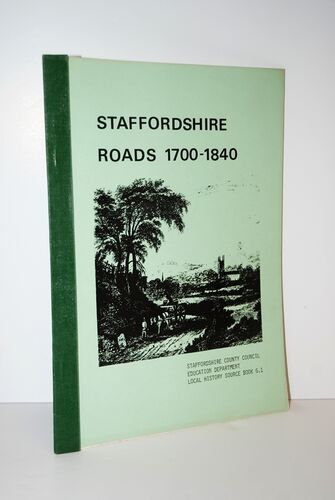 STAFFORDSHIRE
ROADS 1700-1840
STAFFORDSHIRE COUNTY COUNCIL
EDUCATION DEPARTMENT
LOCAL HISTORY SOURCE BOOK G.1